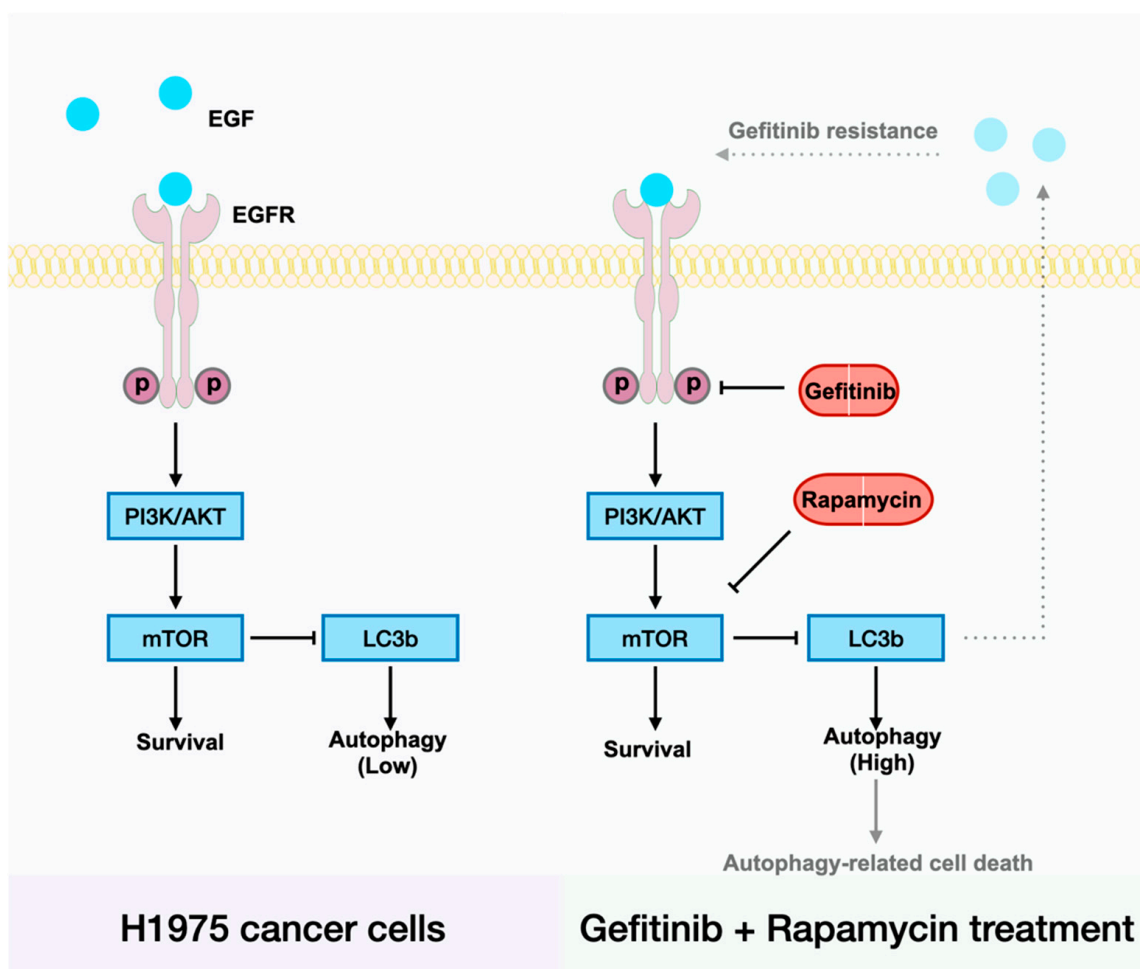 EGF
EGFR
p p
PI3K/AKT
mTOR
LC3b
Survival
Autophagy
(Low)
H1975 cancer cells
Gefitinib resistance
p p
Gefitinib
PI3K/AKT
Rapamycin
mTOR
LC3b
Survival
Autophagy
(High)
Autophagy-related cell death
Gefitinib + Rapamycin treatment